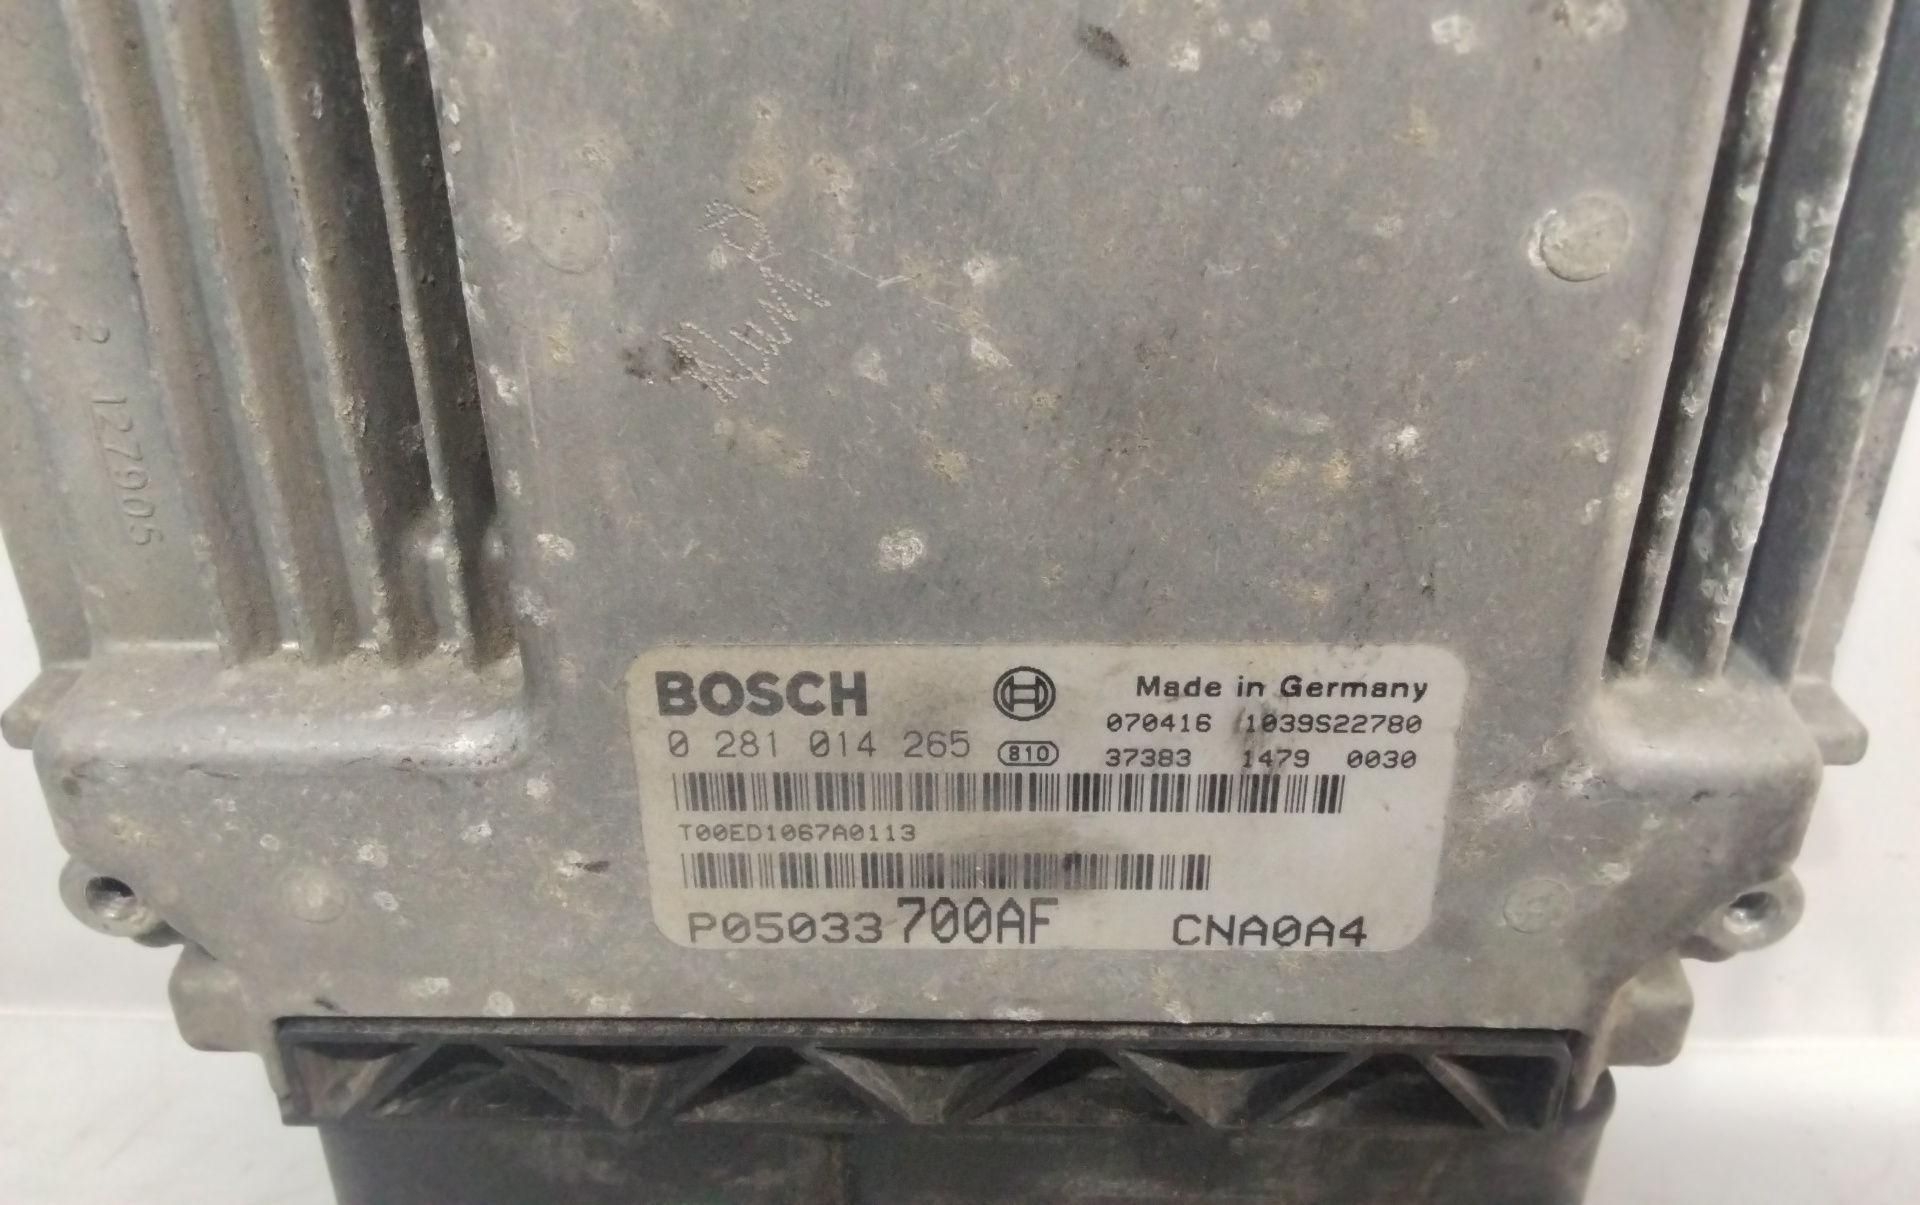 2 127905
BOSCH
Made in Germany
0 281 014 265
810
070416 1039S22780
37383 1479 0030
T00ED1067A0113
P05033700AF CNA0A4